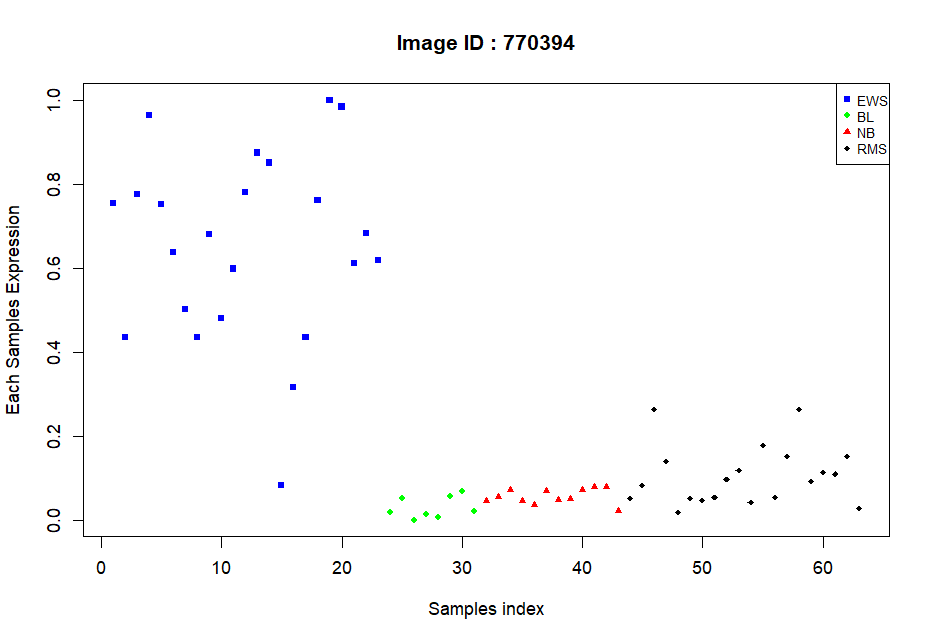 Image ID : 770394
Each Samples Expression
1.0
0.8
0.6
0.4
0.2
0.0
EWS
BL
NB
RMS
0 10 20 30 40 50 60
Samples index